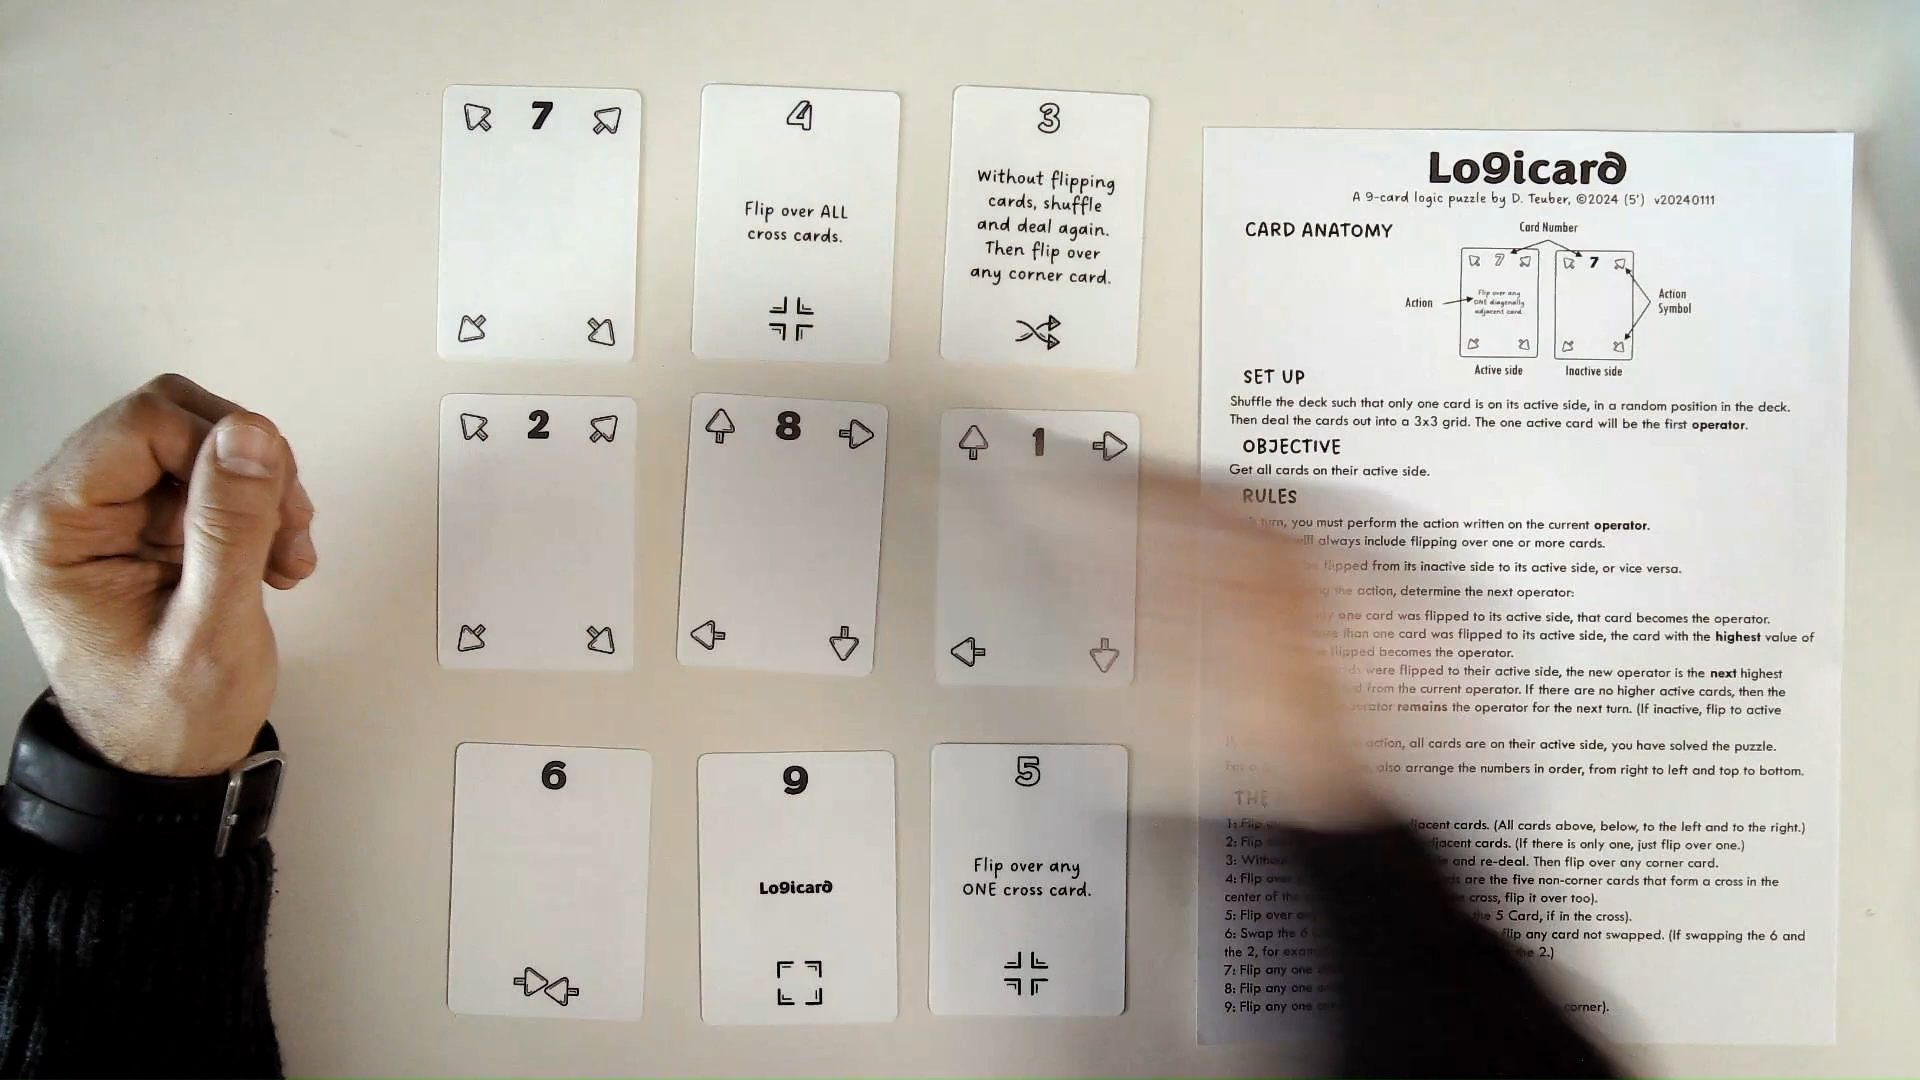 7
4
Flip over ALL
cross cards.
3
Without flipping
cards, shuffle
and deal again.
Then flip over
any corner card.
2
8
1
6
9
Lo9icard
5
Flip over any
ONE cross card.
Lo9icard
A 9-card logic puzzle by D. Teuber, ©2024 (5') v20240111
CARD ANATOMY
Card Number
7
7
Flip over any
ONE diagonally
adjacent card.
Action
Action
Symbol
Active side
Inactive side
SET UP
Shuffle the deck such that only one card is on its active side, in a random position in the deck.
Then deal the cards out into a 3x3 grid. The one active card will be the first operator.
OBJECTIVE
Get all cards on their active side.
RULES
turn, you must perform the action written on the current operator.
always include flipping over one or more cards.
flipped from its inactive side to its active side, or vice versa.
the action, determine the next operator:
one card was flipped to its active side, that card becomes the operator.
than one card was flipped to its active side, the card with the highest value of
flipped becomes the operator.
were flipped to their active side, the new operator is the next highest
from the current operator. If there are no higher active cards, then the
remains the operator for the next turn. (If inactive, flip to active
action, all cards are on their active side, you have solved the puzzle.
also arrange the numbers in order, from right to left and top to bottom.
THE
1: Flip cards. (All cards above, below, to the left and to the right.)
2: Flip cards. (If there is only one, just flip over one.)
3: Without and re-deal. Then flip over any corner card.
4: Flip over are the five non-corner cards that form a cross in the
center of the cross, flip it over too).
5: Flip over the 5 Card, if in the cross).
6: Swap the 6 flip any card not swapped. (If swapping the 6 and
the 2, for the 2.)
7: Flip any one
8: Flip any one
9: Flip any one corner).